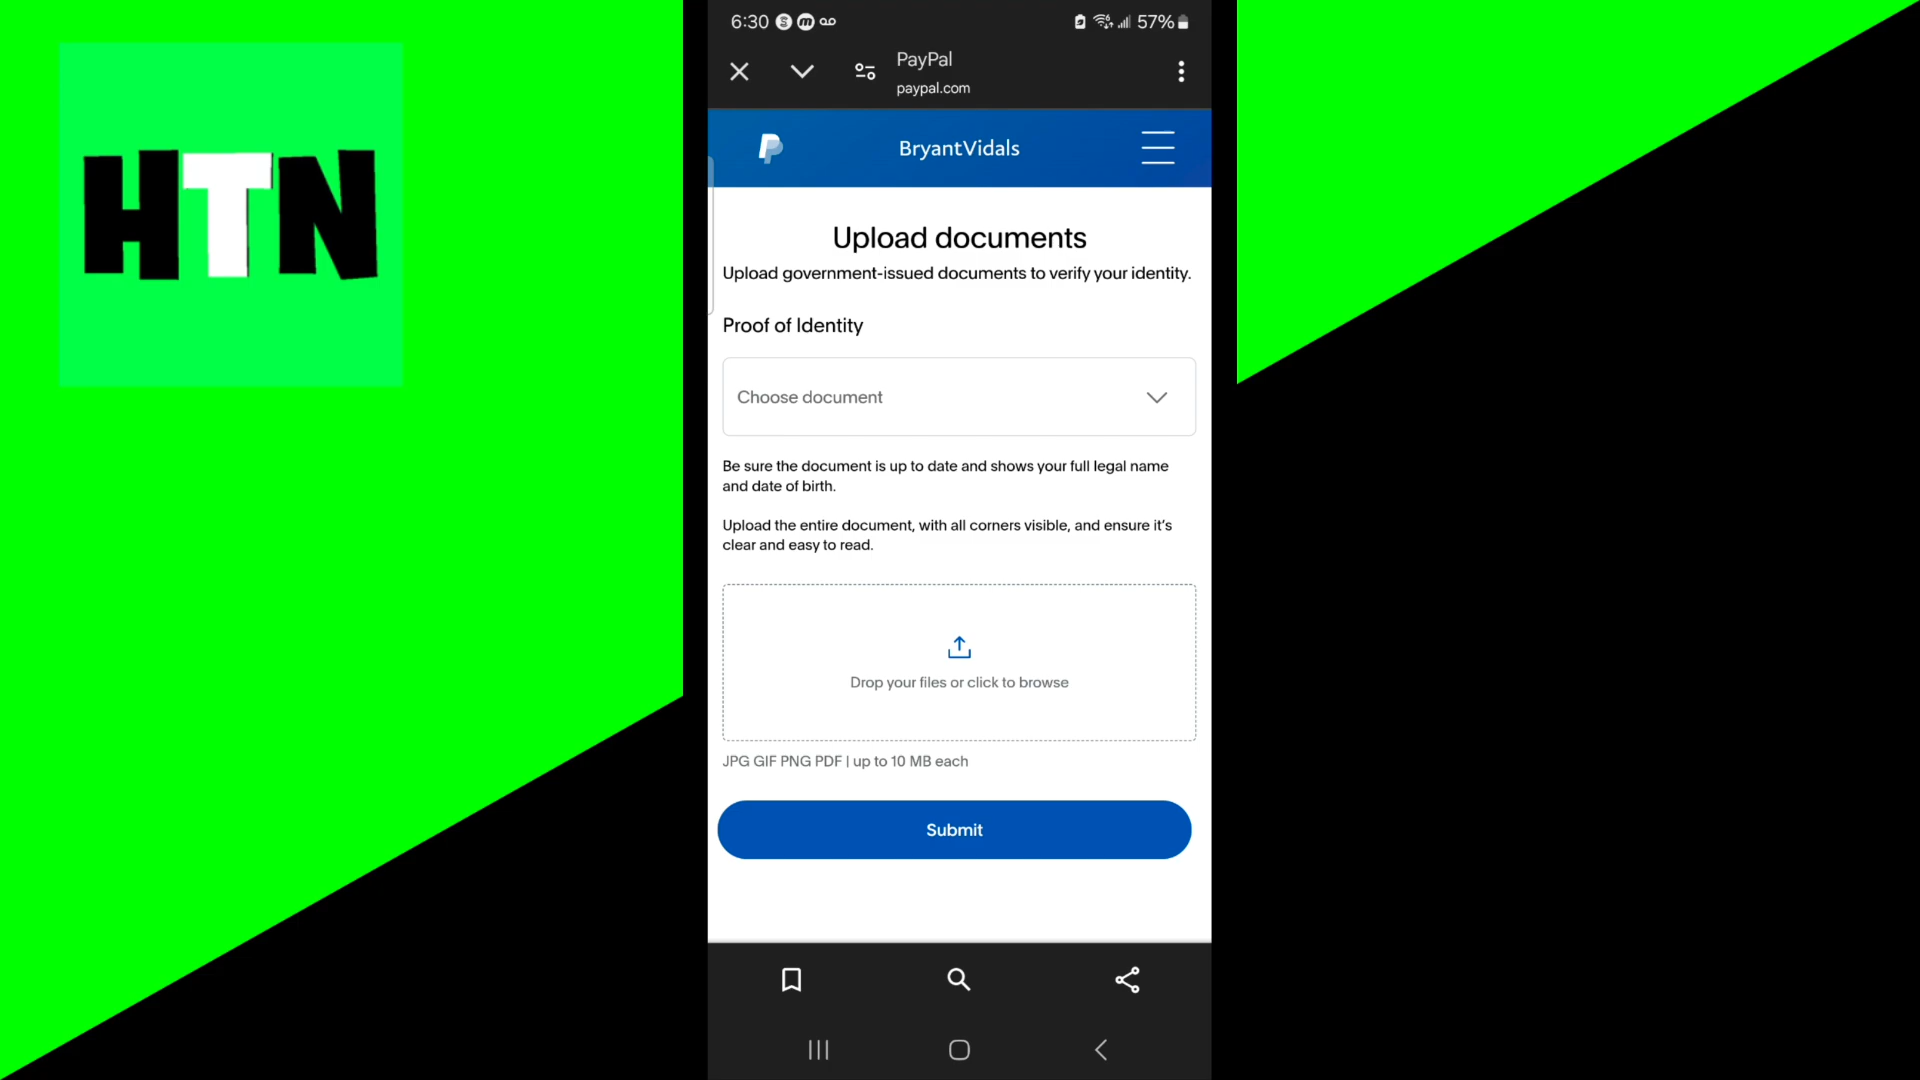 HTN
6:30
57%
PayPal
paypal.com
BryantVidals
Upload documents
Upload government-issued documents to verify your identity.
Proof of Identity
Choose document
Be sure the document is up to date and shows your full legal name
and date of birth.
Upload the entire document, with all corners visible, and ensure it's
clear and easy to read.
Drop your files or click to browse
JPG GIF PNG PDF | up to 10 MB each
Submit